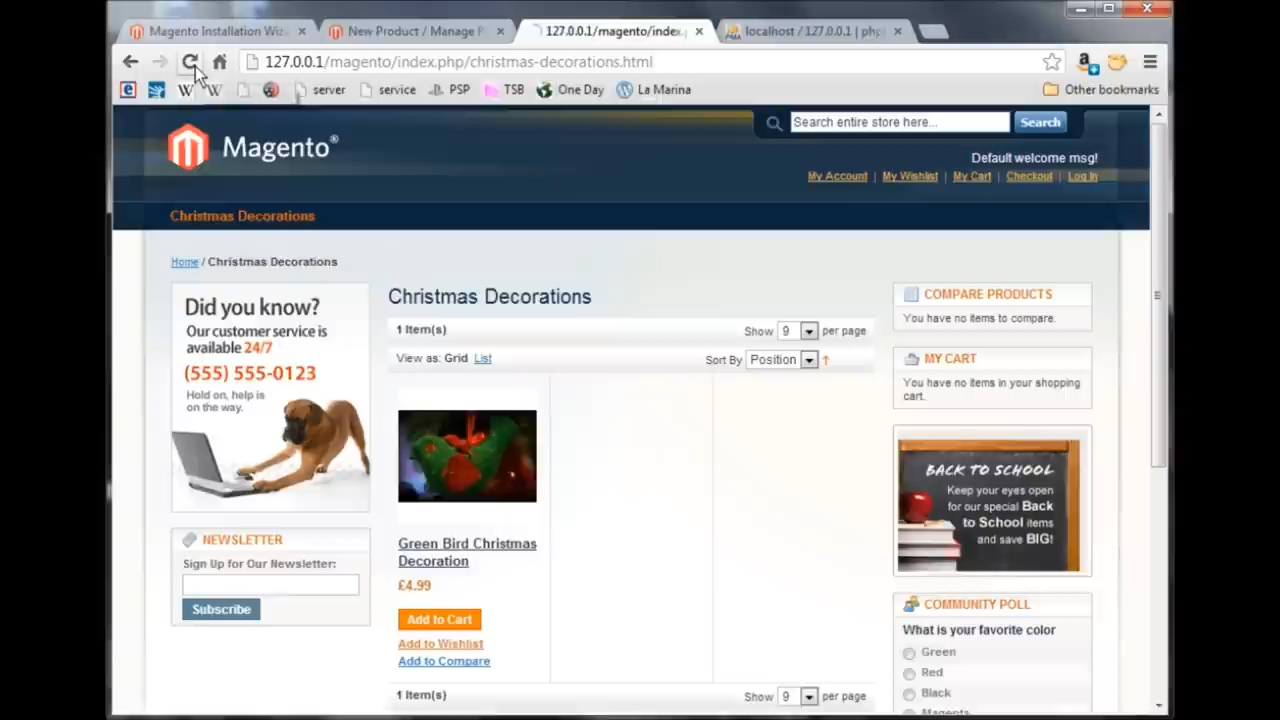 Magento Installation Wiz
New Product / Manage P
127.0.0.1/magento/index.
localhost / 127.0.0.1 | php
127.0.0.1/magento/index.php/christmas-decorations.html
server
service
PSP
TSB
One Day
La Marina
Other bookmarks
Magento®
Search entire store here...
Search
Default welcome msg!
My Account | My Wishlist | My Cart | Checkout | Log In
Christmas Decorations
Home / Christmas Decorations
Did you know?
Our customer service is
available 24/7
(555) 555-0123
Hold on, help is
on the way.
NEWSLETTER
Sign Up for Our Newsletter:
Subscribe
Christmas Decorations
1 Item(s)
Show 9 per page
View as: Grid List
Sort By Position
Green Bird Christmas
Decoration
£4.99
Add to Cart
Add to Wishlist
Add to Compare
1 Item(s)
Show 9 per page
COMPARE PRODUCTS
You have no items to compare.
MY CART
You have no items in your shopping
cart.
BACK TO SCHOOL
Keep your eyes open
for our special Back
to School items
and save BIG!
COMMUNITY POLL
What is your favorite color
Green
Red
Black
Magenta